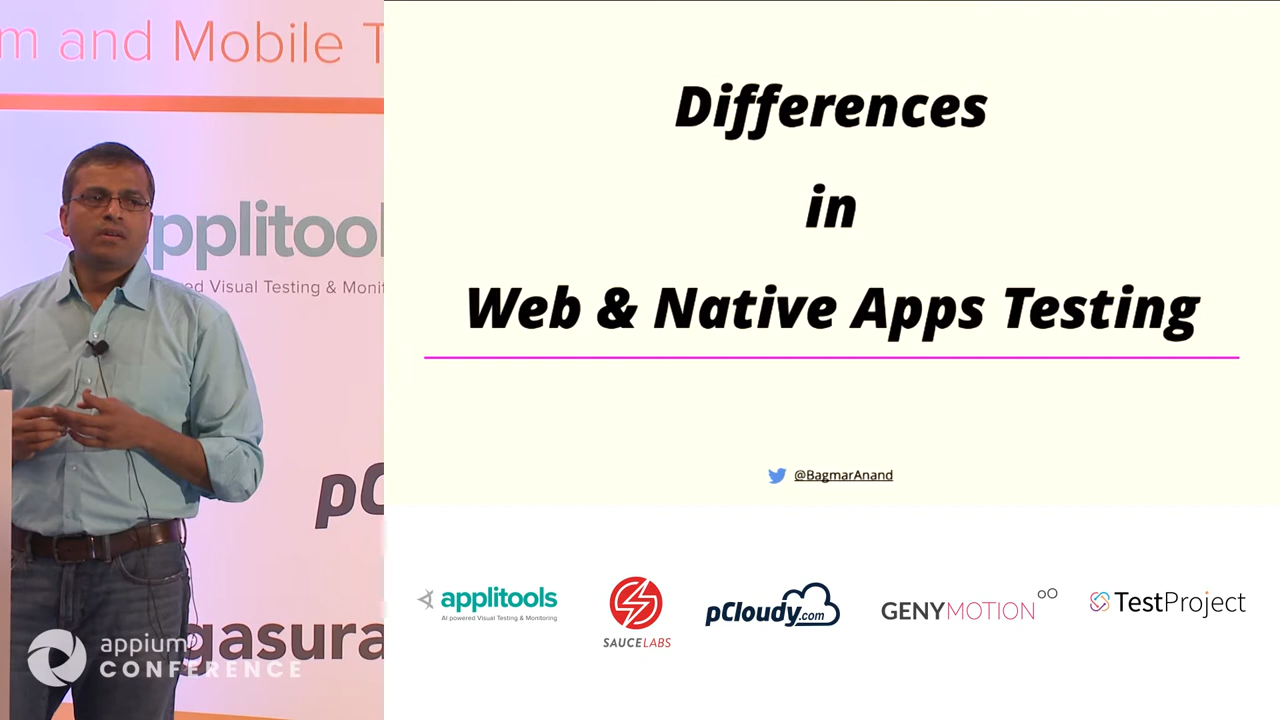 m and Mobile T
applitool
ed Visual Testing & Monit
pC
gasura
appium
CONFERENCE
Differences
in
Web & Native Apps Testing
@BagmarAnand
applitools
AI powered Visual Testing & Monitoring
SAUCELABS
pCloudy.com
GENYMOTION
TestProject